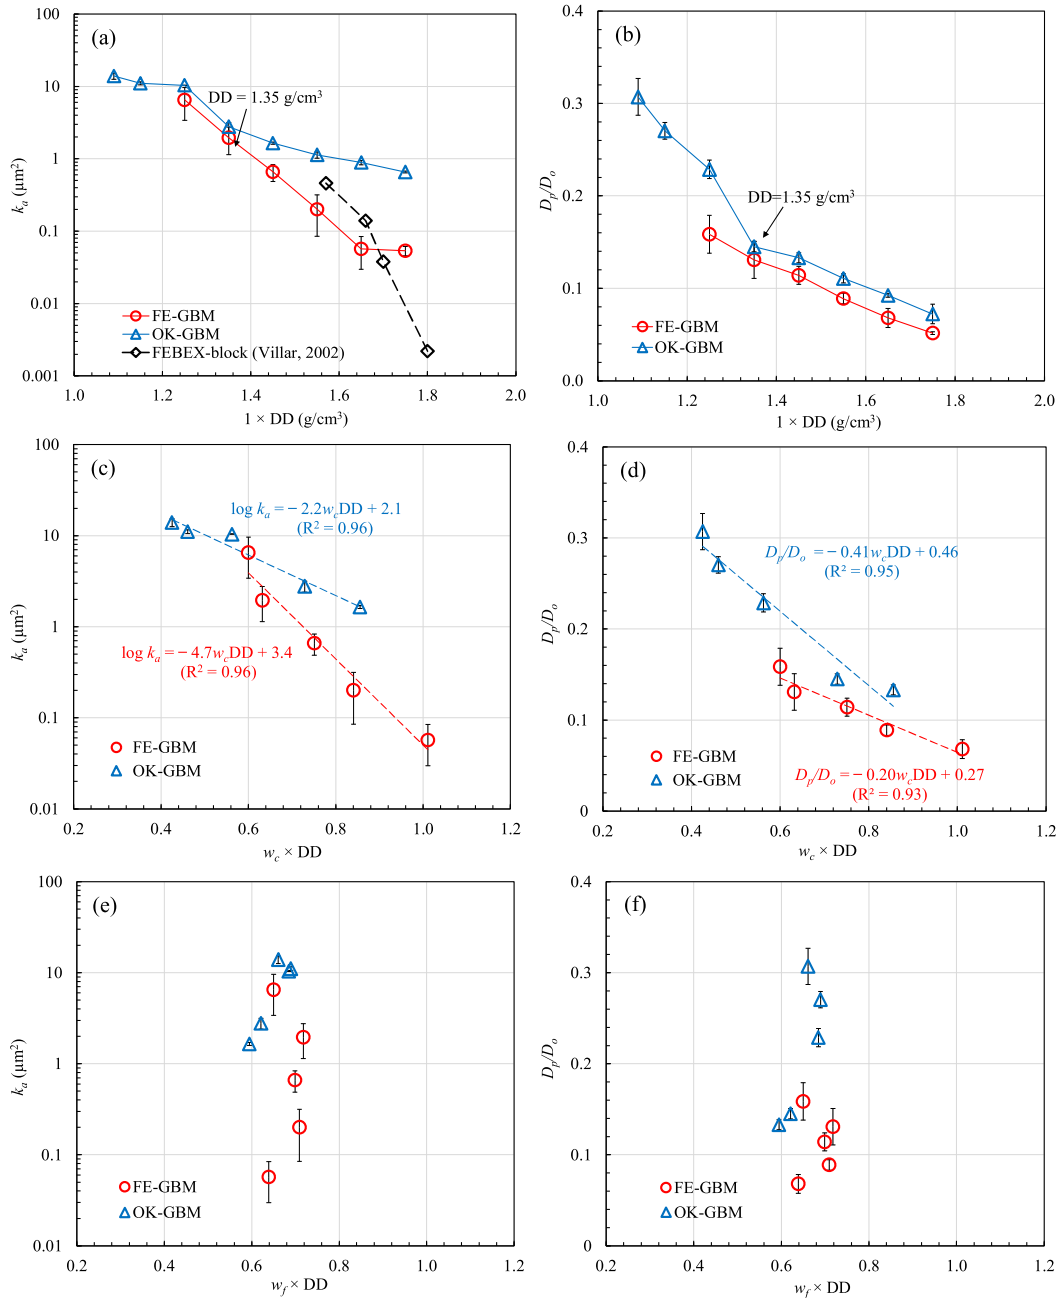 (a)
100
10
1
0.1
0.01
0.001
kₐ (µm²)
DD = 1.35 g/cm³
FE-GBM
OK-GBM
FEBEX-block (Villar, 2002)
1.0 1.2 1.4 1.6 1.8 2.0
1 × DD (g/cm³)
(b)
0.4
0.3
0.2
0.1
0.0
Dₚ/Dₒ
DD=1.35 g/cm³
FE-GBM
OK-GBM
1.0 1.2 1.4 1.6 1.8 2.0
1 × DD (g/cm³)
(c)
100
10
1
0.1
0.01
kₐ (µm²)
log kₐ = − 2.2w_cDD + 2.1
(R² = 0.96)
log kₐ = − 4.7w_cDD + 3.4
(R² = 0.96)
FE-GBM
OK-GBM
0.2 0.4 0.6 0.8 1.0 1.2
w_c × DD
(d)
0.4
0.3
0.2
0.1
0
Dₚ/Dₒ
Dₚ/Dₒ = − 0.41w_cDD + 0.46
(R² = 0.95)
FE-GBM
OK-GBM
Dₚ/Dₒ = − 0.20w_cDD + 0.27
(R² = 0.93)
0.2 0.4 0.6 0.8 1.0 1.2
w_c × DD
(e)
100
10
1
0.1
0.01
kₐ (µm²)
FE-GBM
OK-GBM
0.2 0.4 0.6 0.8 1.0 1.2
w_f × DD
(f)
0.4
0.3
0.2
0.1
0
Dₚ/Dₒ
FE-GBM
OK-GBM
0.2 0.4 0.6 0.8 1.0 1.2
w_f × DD